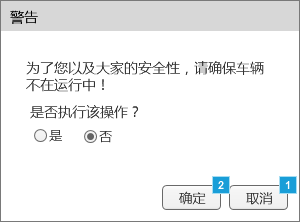 警告
为了您以及大家的安全性，请确保车辆
不在运行中！
是否执行该操作？
是 否
2 1
确定 取消